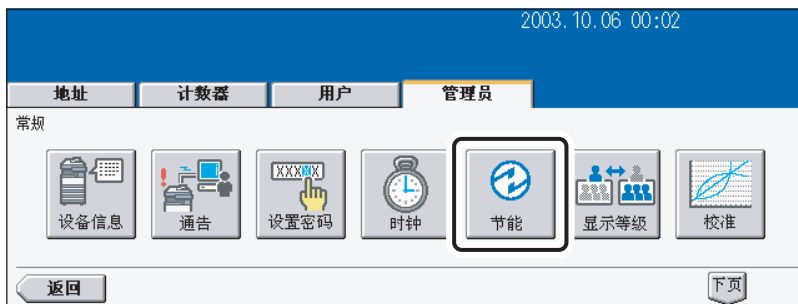 2003.10.06 00:02
地址 计数器 用户 管理员
常规
XXXXXX
设备信息 通告 设置密码 时钟 节能 显示等级 校准
返回 下页